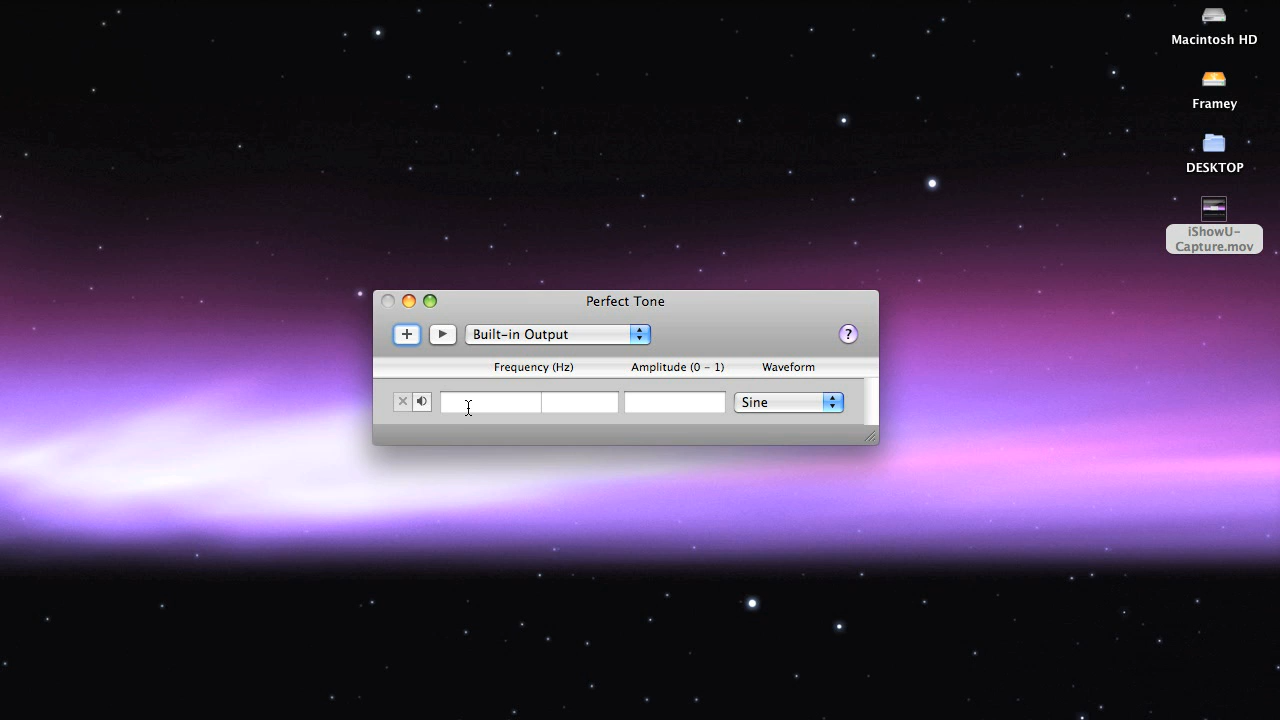 Macintosh HD
Framey
DESKTOP
iShowU-
Capture.mov
Perfect Tone
+ Built-in Output ?
Frequency (Hz) Amplitude (0 - 1) Waveform
Sine